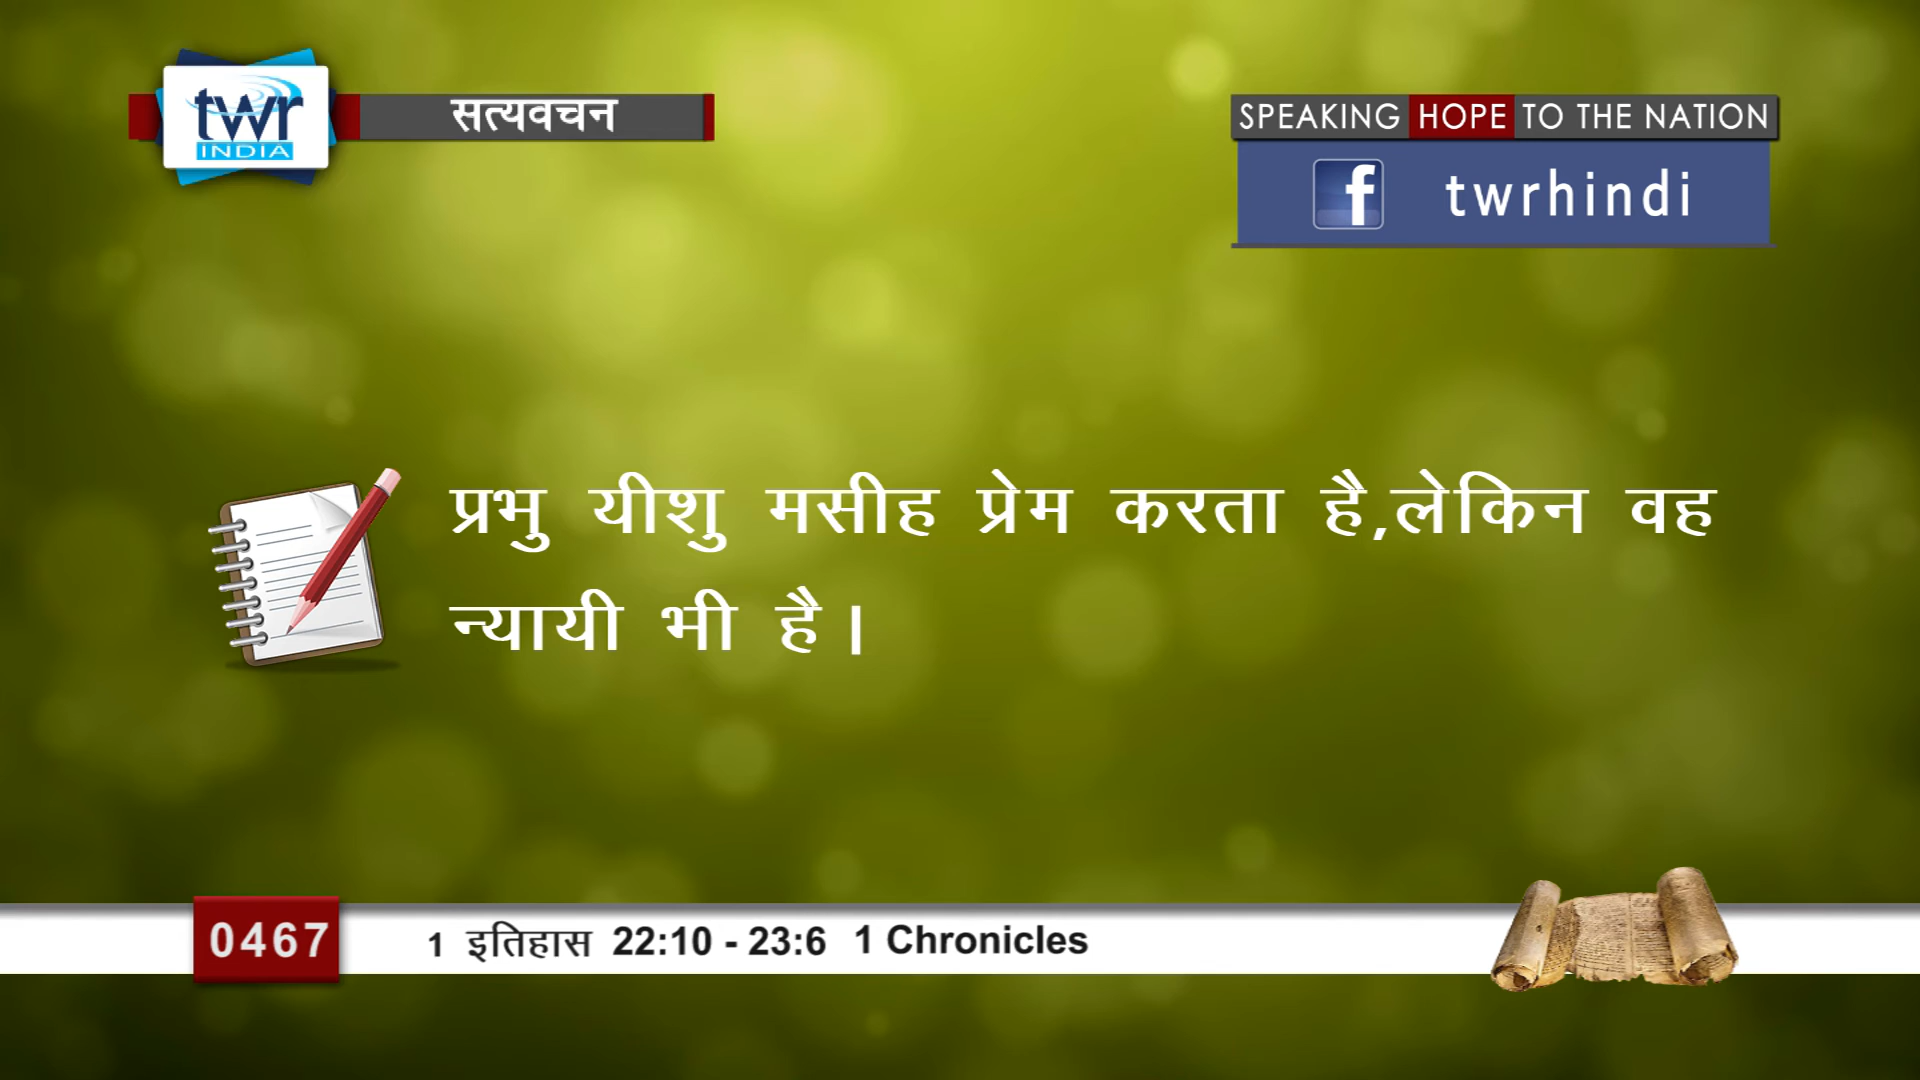 twr
INDIA
सत्यवचन
SPEAKING HOPE TO THE NATION
f twrhindi
प्रभु यीशु मसीह प्रेम करता है,लेकिन वह
न्यायी भी है।
0467 1 इतिहास 22:10 - 23:6 1 Chronicles